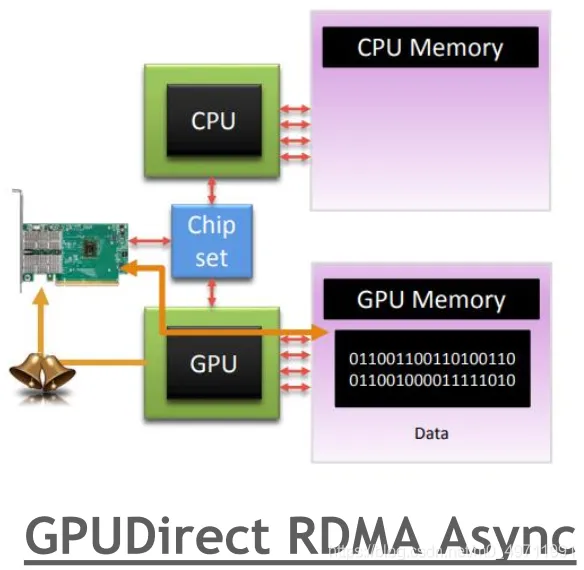 CPU Memory
CPU
Chip
set
GPU Memory
GPU
011001100110100110
011001000011111010
Data
GPUDirect RDMA Async